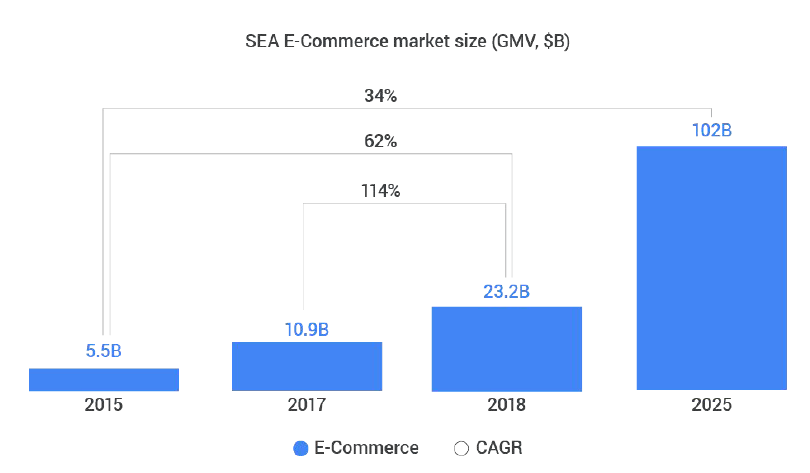 SEA E-Commerce market size (GMV, $B)
34%
102B
62%
114%
23.2B
10.9B
5.5B
2015 2017 2018 2025
E-Commerce CAGR